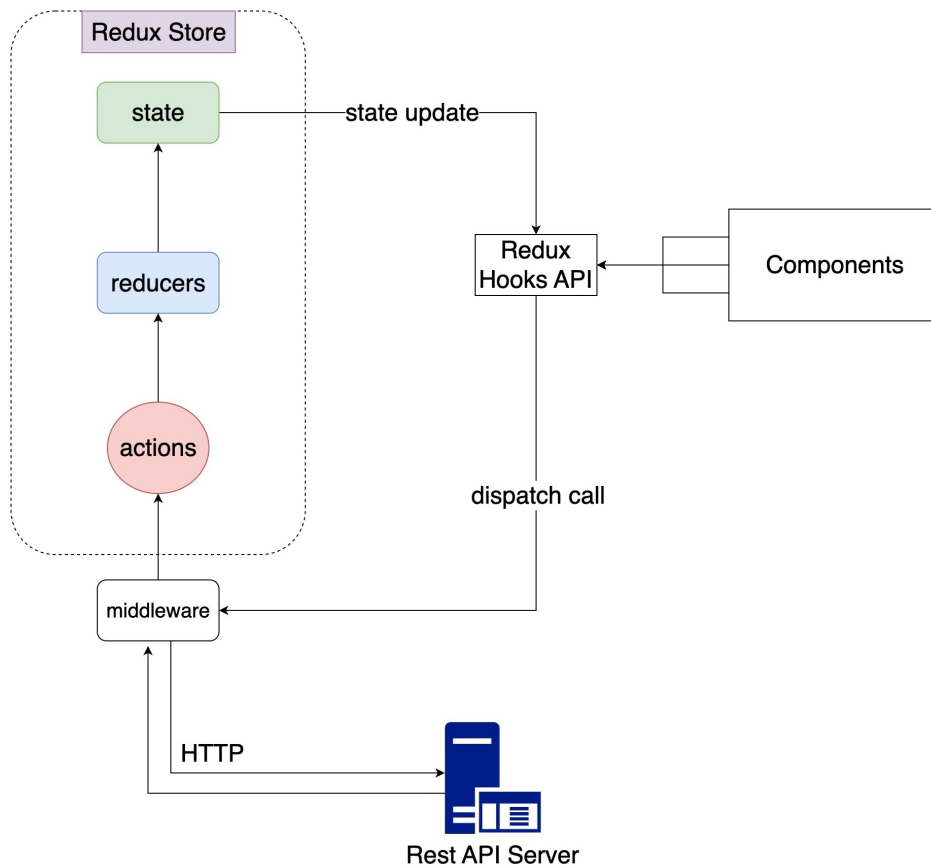 Redux Store
state
state update
reducers
Redux
Hooks API
Components
actions
dispatch call
middleware
HTTP
Rest API Server